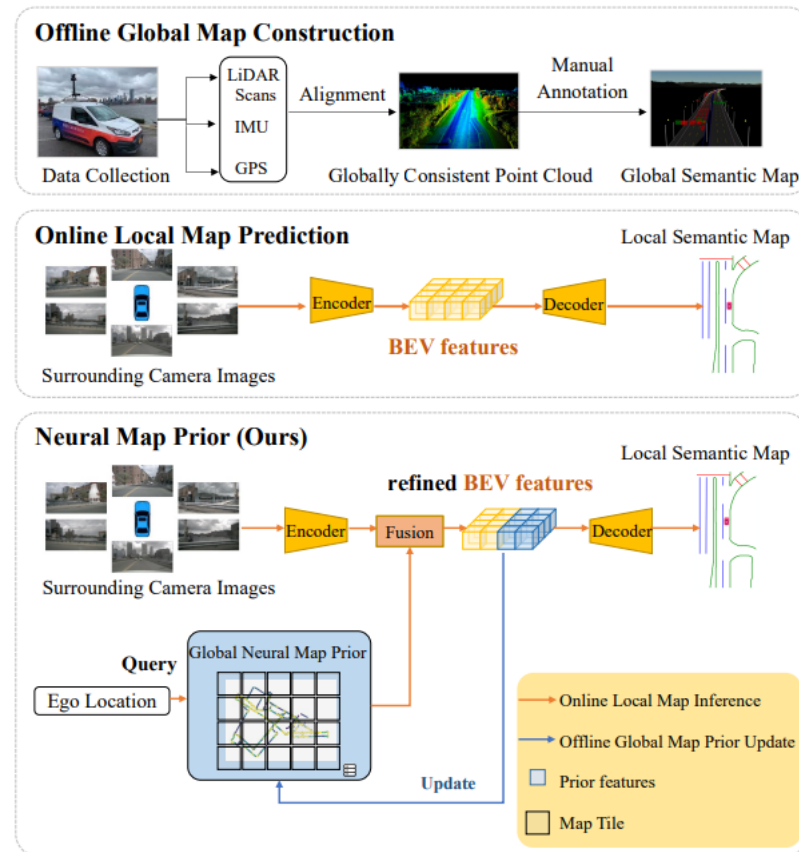 Offline Global Map Construction
LiDAR
Scans
IMU
GPS
Alignment
Manual
Annotation
Data Collection
Globally Consistent Point Cloud
Global Semantic Map
Online Local Map Prediction
Local Semantic Map
Encoder
Decoder
BEV features
Surrounding Camera Images
Neural Map Prior (Ours)
Local Semantic Map
refined BEV features
Encoder
Fusion
Decoder
Surrounding Camera Images
Query
Global Neural Map Prior
Ego Location
Update
Online Local Map Inference
Offline Global Map Prior Update
Prior features
Map Tile